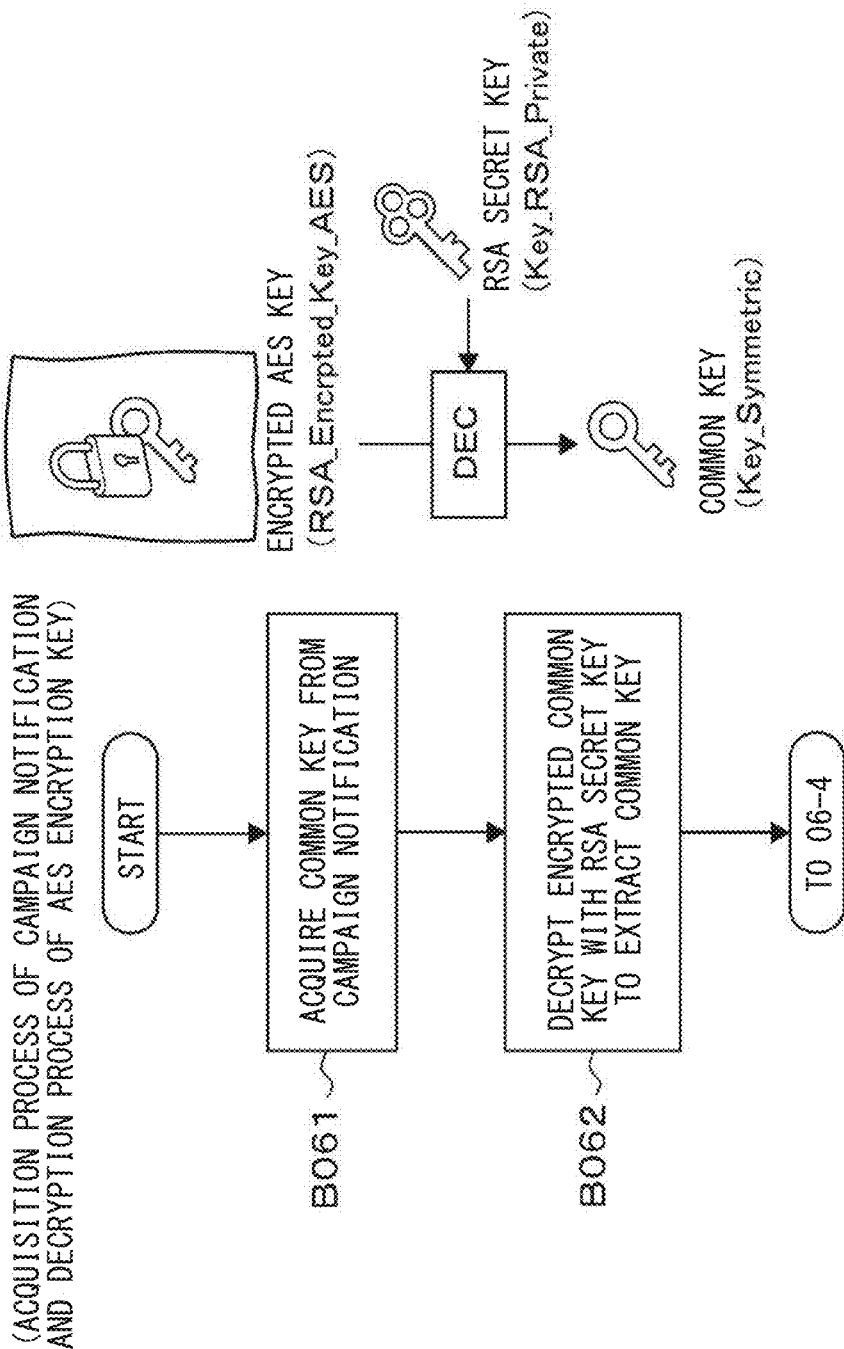 (ACQUISITION PROCESS OF CAMPAIGN NOTIFICATION
AND DECRYPTION PROCESS OF AES ENCRYPTION KEY)
START
B061
ACQUIRE COMMON KEY FROM
CAMPAIGN NOTIFICATION
B062
DECRYPT ENCRYPTED COMMON
KEY WITH RSA SECRET KEY
TO EXTRACT COMMON KEY
TO 06-4
ENCRYPTED AES KEY
(RSA_Encrpted_Key_AES)
DEC
RSA SECRET KEY
(Key_RSA_Private)
COMMON KEY
(Key_Symmetric)